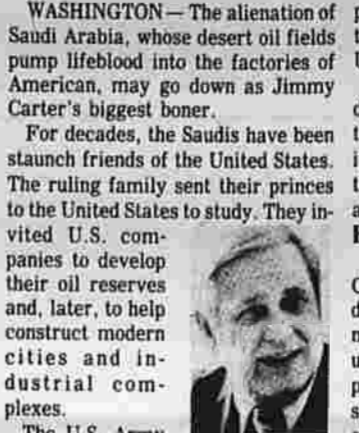 WASHINGTON — The alienation of
Saudi Arabia, whose desert oil fields
pump lifeblood into the factories of
American, may go down as Jimmy
Carter's biggest boner.
For decades, the Saudis have been
staunch friends of the United States.
The ruling family sent their princes
to the United States to study. They in-
vited U.S. com-
panies to develop
their oil reserves
and, later, to help
construct modern
cities and in-
dustrial com-
plexes.
The U.S. Army